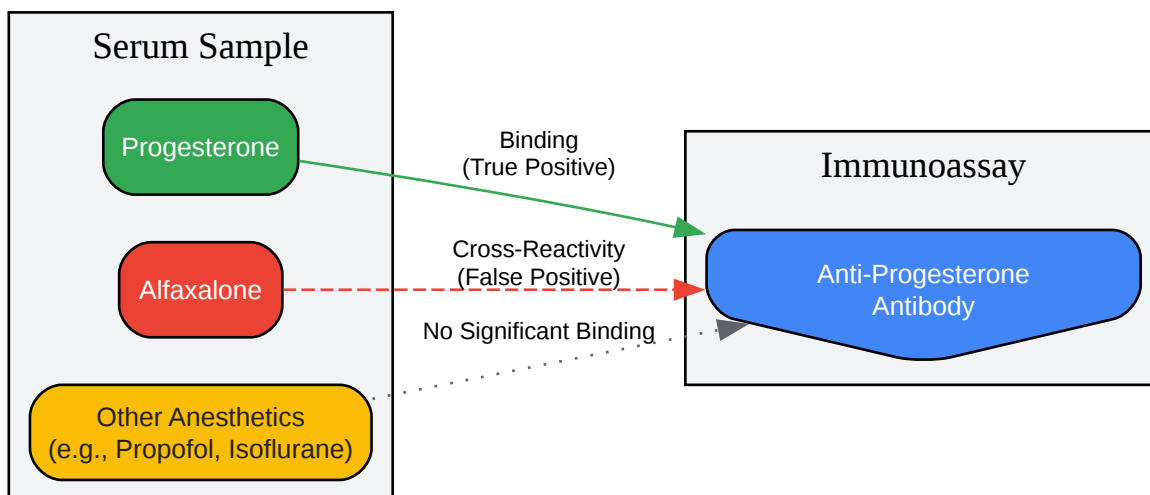 Serum Sample
Progesterone
Binding
(True Positive)
Immunoassay
Alfaxalone
Cross-Reactivity
(False Positive)
Anti-Progesterone
Antibody
No Significant Binding
Other Anesthetics
(e.g., Propofol, Isoflurane)